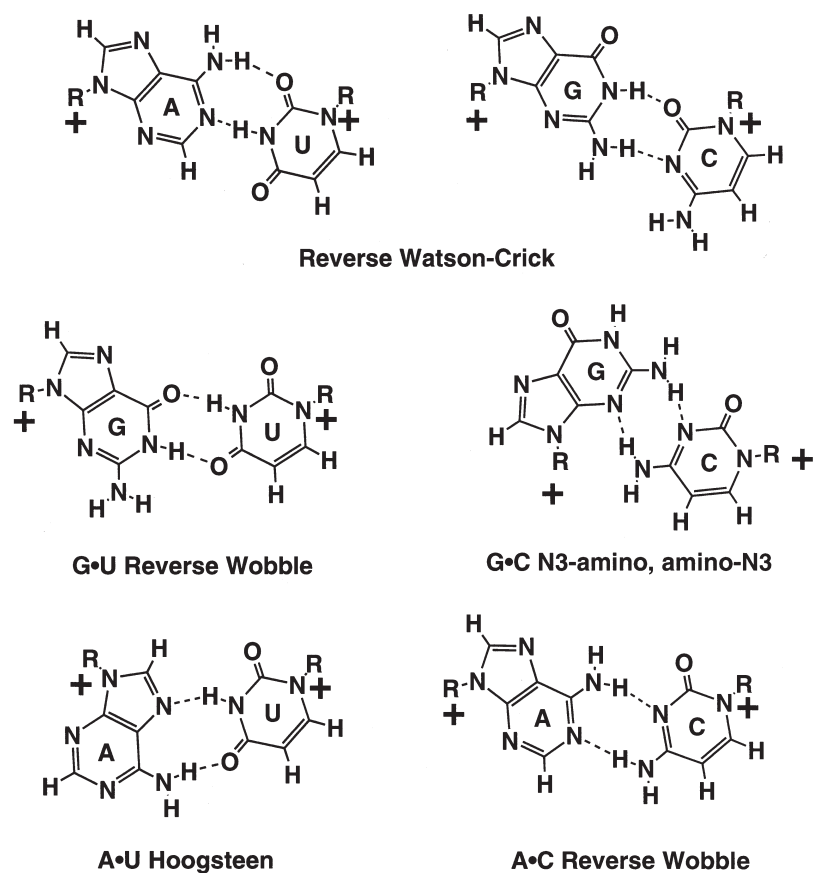 H N H
N-H O
R N A N H N U N R
+ N +
H O H
H
H N O
N G N-H O R
R N N N +
+ N-H N C H
H H
H-N
H
Reverse Watson-Crick
H N O
R N O H N N R
+ G U +
N N-H O H
N H
H H
O H
N H
G N
N N H O
H N N N R +
R H N C
+ H H H
G•U Reverse Wobble
G•C N3-amino, amino-N3
R H O
N N R
+ N H N +
N A U H
H N N H O H
H
H N H O
R N N H N R
+ A N N +
N N H C H
H N H
H
A•U Hoogsteen
A•C Reverse Wobble